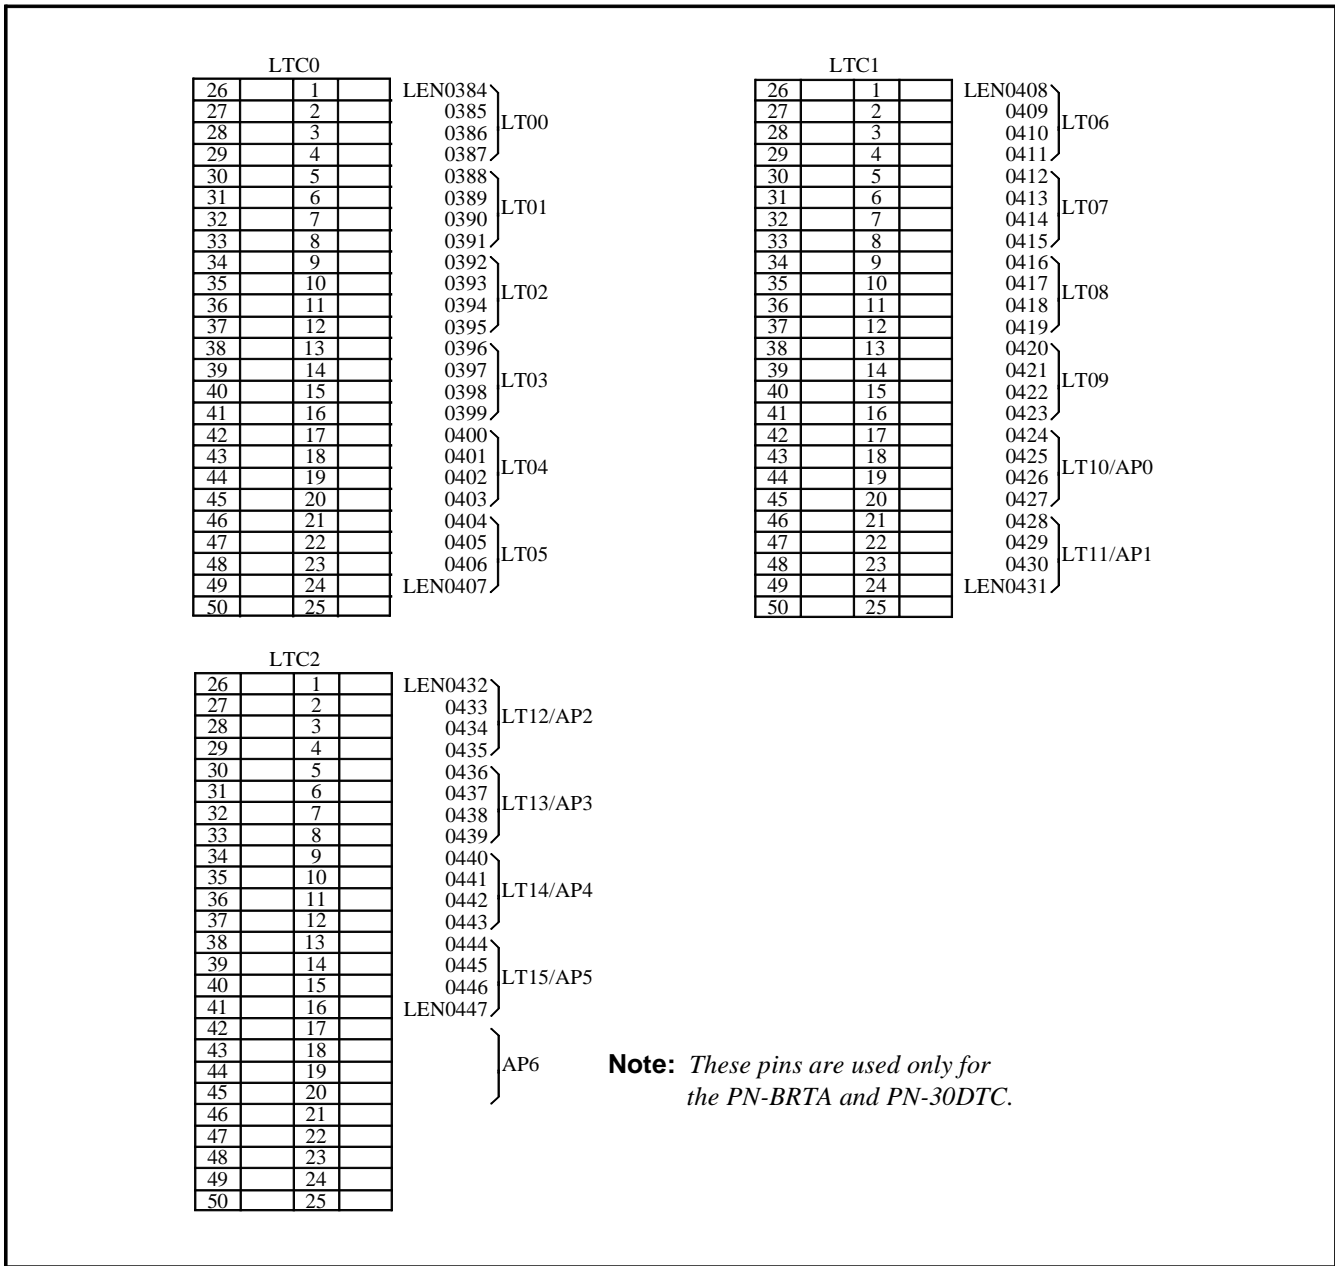 LTC0
26 1 LEN0384
27 2 0385
LT00
28 3 0386
29 4 0387
30 5 0388
31 6 0389
LT01
32 7 0390
33 8 0391
34 9 0392
35 10 0393
LT02
36 11 0394
37 12 0395
38 13 0396
39 14 0397
LT03
40 15 0398
41 16 0399
42 17 0400
43 18 0401
LT04
44 19 0402
45 20 0403
46 21 0404
47 22 0405
LT05
48 23 0406
49 24 LEN0407
50 25
LTC1
26 1 LEN0408
27 2 0409
LT06
28 3 0410
29 4 0411
30 5 0412
31 6 0413
LT07
32 7 0414
33 8 0415
34 9 0416
35 10 0417
LT08
36 11 0418
37 12 0419
38 13 0420
39 14 0421
LT09
40 15 0422
41 16 0423
42 17 0424
43 18 0425
LT10/AP0
44 19 0426
45 20 0427
46 21 0428
47 22 0429
LT11/AP1
48 23 0430
49 24 LEN0431
50 25
LTC2
26 1 LEN0432
27 2 0433
LT12/AP2
28 3 0434
29 4 0435
30 5 0436
31 6 0437
LT13/AP3
32 7 0438
33 8 0439
34 9 0440
35 10 0441
LT14/AP4
36 11 0442
37 12 0443
38 13 0444
39 14 0445
LT15/AP5
40 15 0446
41 16 LEN0447
42 17
43 18
AP6
44 19
45 20
46 21
47 22
48 23
49 24
50 25
Note: These pins are used only for
the PN-BRTA and PN-30DTC.